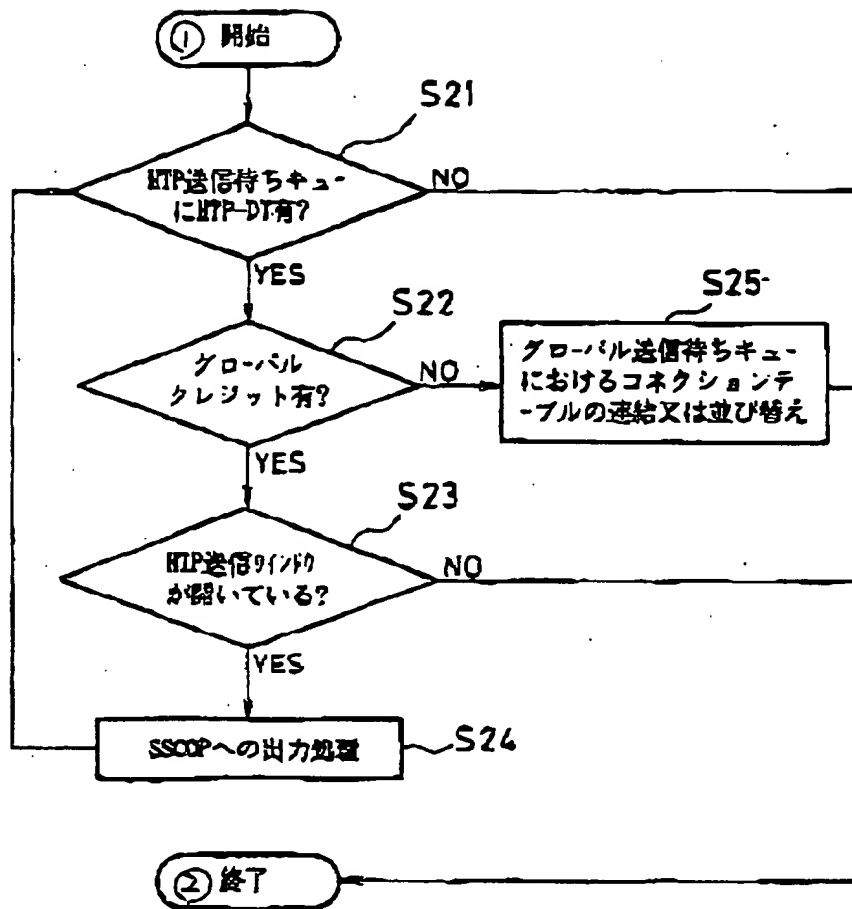 ① 開始
S21
HTP送信待ちキュー
にHTP-DT有?
NO
YES
S22
グローバル
クレジット有?
NO
YES
S25
グローバル送信待ちキュー
におけるコネクションテ
ーブルの連結又は並び替え
S23
HTP送信ウインドウ
が開いている?
NO
YES
SSCOPへの出力処理
S24
② 終了